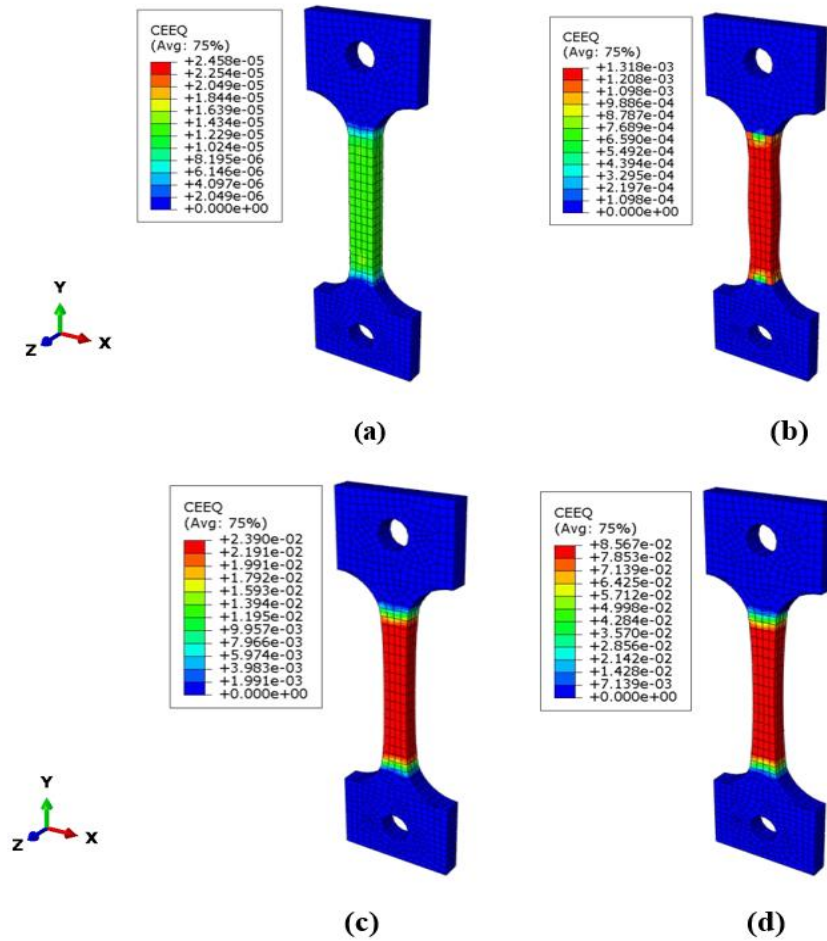 CEEQ
(Avg: 75%)
+2.458e-05
+2.254e-05
+2.049e-05
+1.844e-05
+1.639e-05
+1.434e-05
+1.229e-05
+1.024e-05
+8.195e-06
+6.146e-06
+4.097e-06
+2.049e-06
+0.000e+00
CEEQ
(Avg: 75%)
+1.318e-03
+1.208e-03
+1.098e-03
+9.886e-04
+8.787e-04
+7.689e-04
+6.590e-04
+5.492e-04
+4.394e-04
+3.295e-04
+2.197e-04
+1.098e-04
+0.000e+00
Y
Z
X
(a)
(b)
CEEQ
(Avg: 75%)
+2.390e-02
+2.191e-02
+1.991e-02
+1.792e-02
+1.593e-02
+1.394e-02
+1.195e-02
+9.957e-03
+7.966e-03
+5.974e-03
+3.983e-03
+1.991e-03
+0.000e+00
CEEQ
(Avg: 75%)
+8.567e-02
+7.853e-02
+7.139e-02
+6.425e-02
+5.712e-02
+4.998e-02
+4.284e-02
+3.570e-02
+2.856e-02
+2.142e-02
+1.428e-02
+7.139e-03
+0.000e+00
Y
Z
X
(c)
(d)